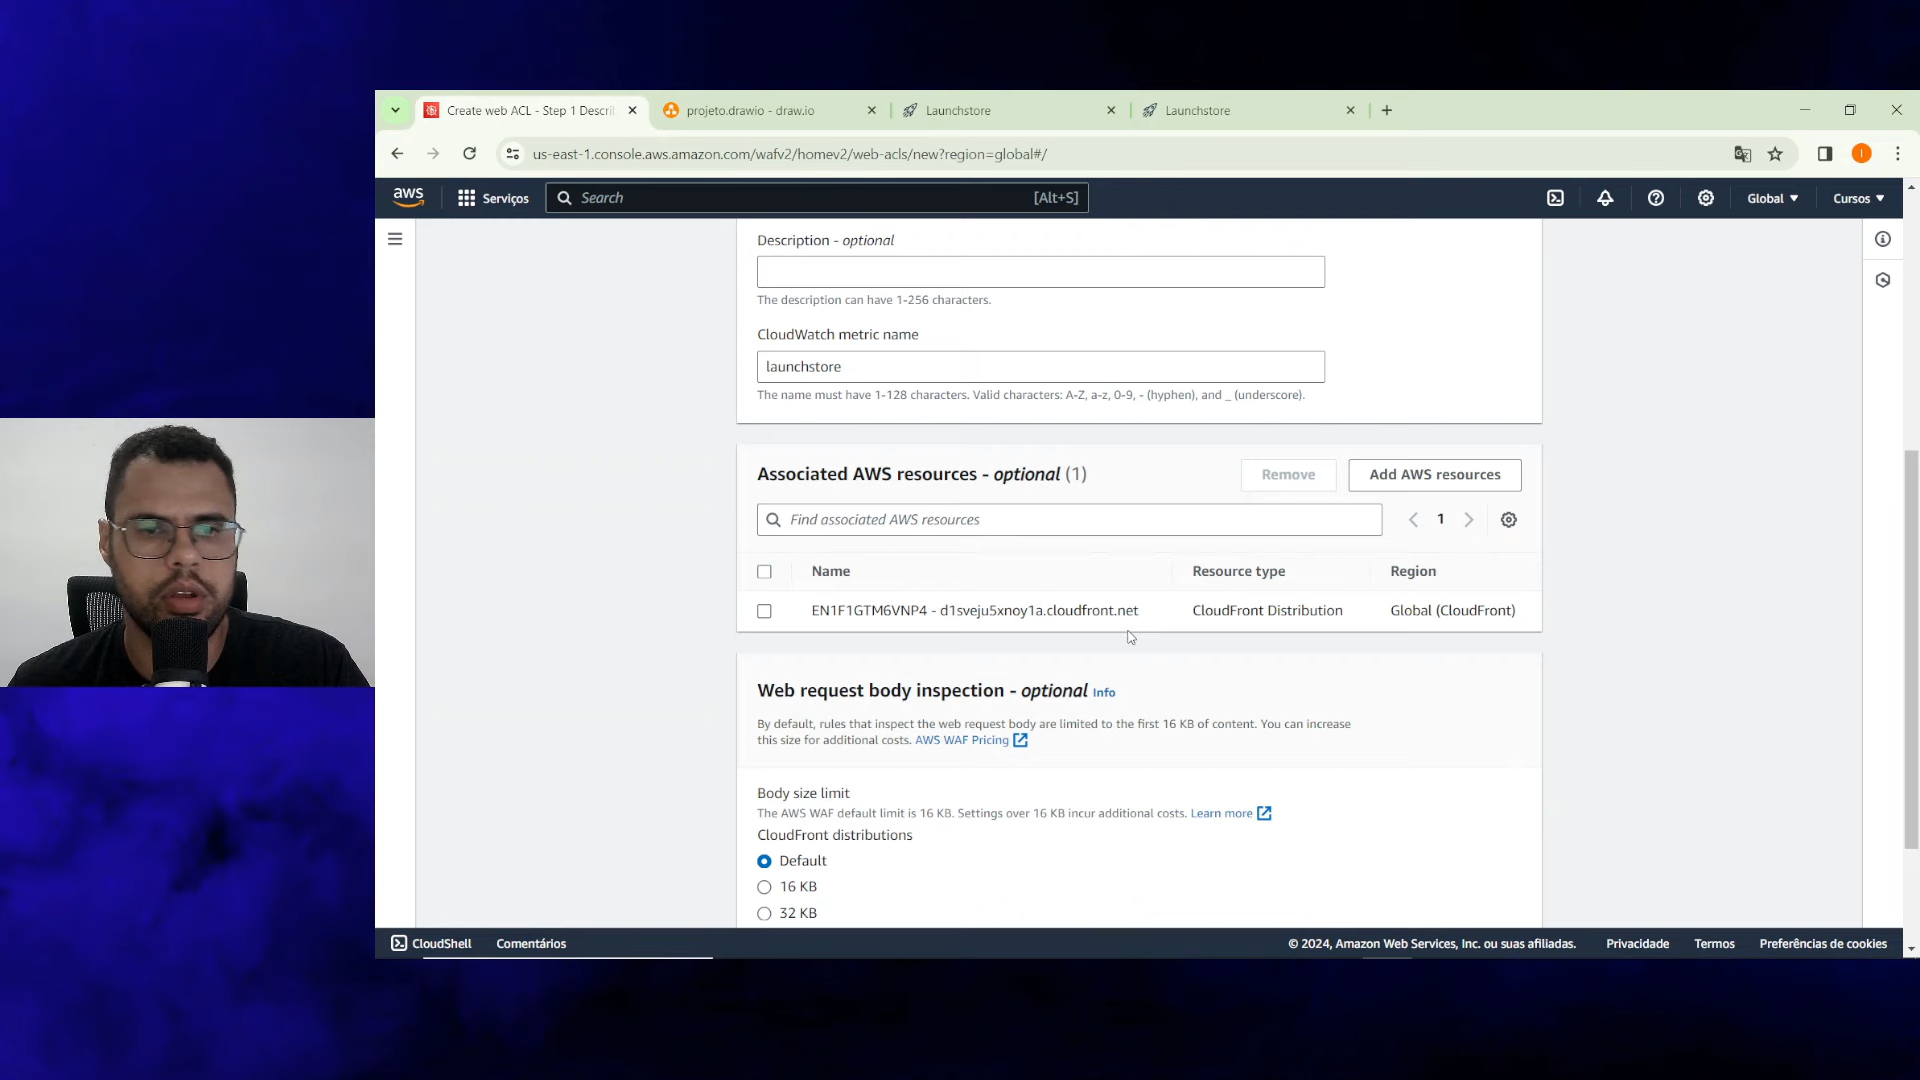 Create web ACL - Step 1 Descri
projeto.drawio - draw.io
Launchstore
Launchstore
us-east-1.console.aws.amazon.com/wafv2/homev2/web-acls/new?region=global#/
I
aws
Serviços
Search
[Alt+S]
Global
Cursos
Description - optional
The description can have 1-256 characters.
CloudWatch metric name
launchstore
The name must have 1-128 characters. Valid characters: A-Z, a-z, 0-9, - (hyphen), and _ (underscore).
Associated AWS resources - optional (1)
Remove
Add AWS resources
Find associated AWS resources
1
Name
Resource type
Region
EN1F1GTM6VNP4 - d1sveju5xnoy1a.cloudfront.net
CloudFront Distribution
Global (CloudFront)
Web request body inspection - optional Info
By default, rules that inspect the web request body are limited to the first 16 KB of content. You can increase
this size for additional costs. AWS WAF Pricing
Body size limit
The AWS WAF default limit is 16 KB. Settings over 16 KB incur additional costs. Learn more
CloudFront distributions
Default
16 KB
32 KB
CloudShell
Comentários
© 2024, Amazon Web Services, Inc. ou suas afiliadas.
Privacidade
Termos
Preferências de cookies